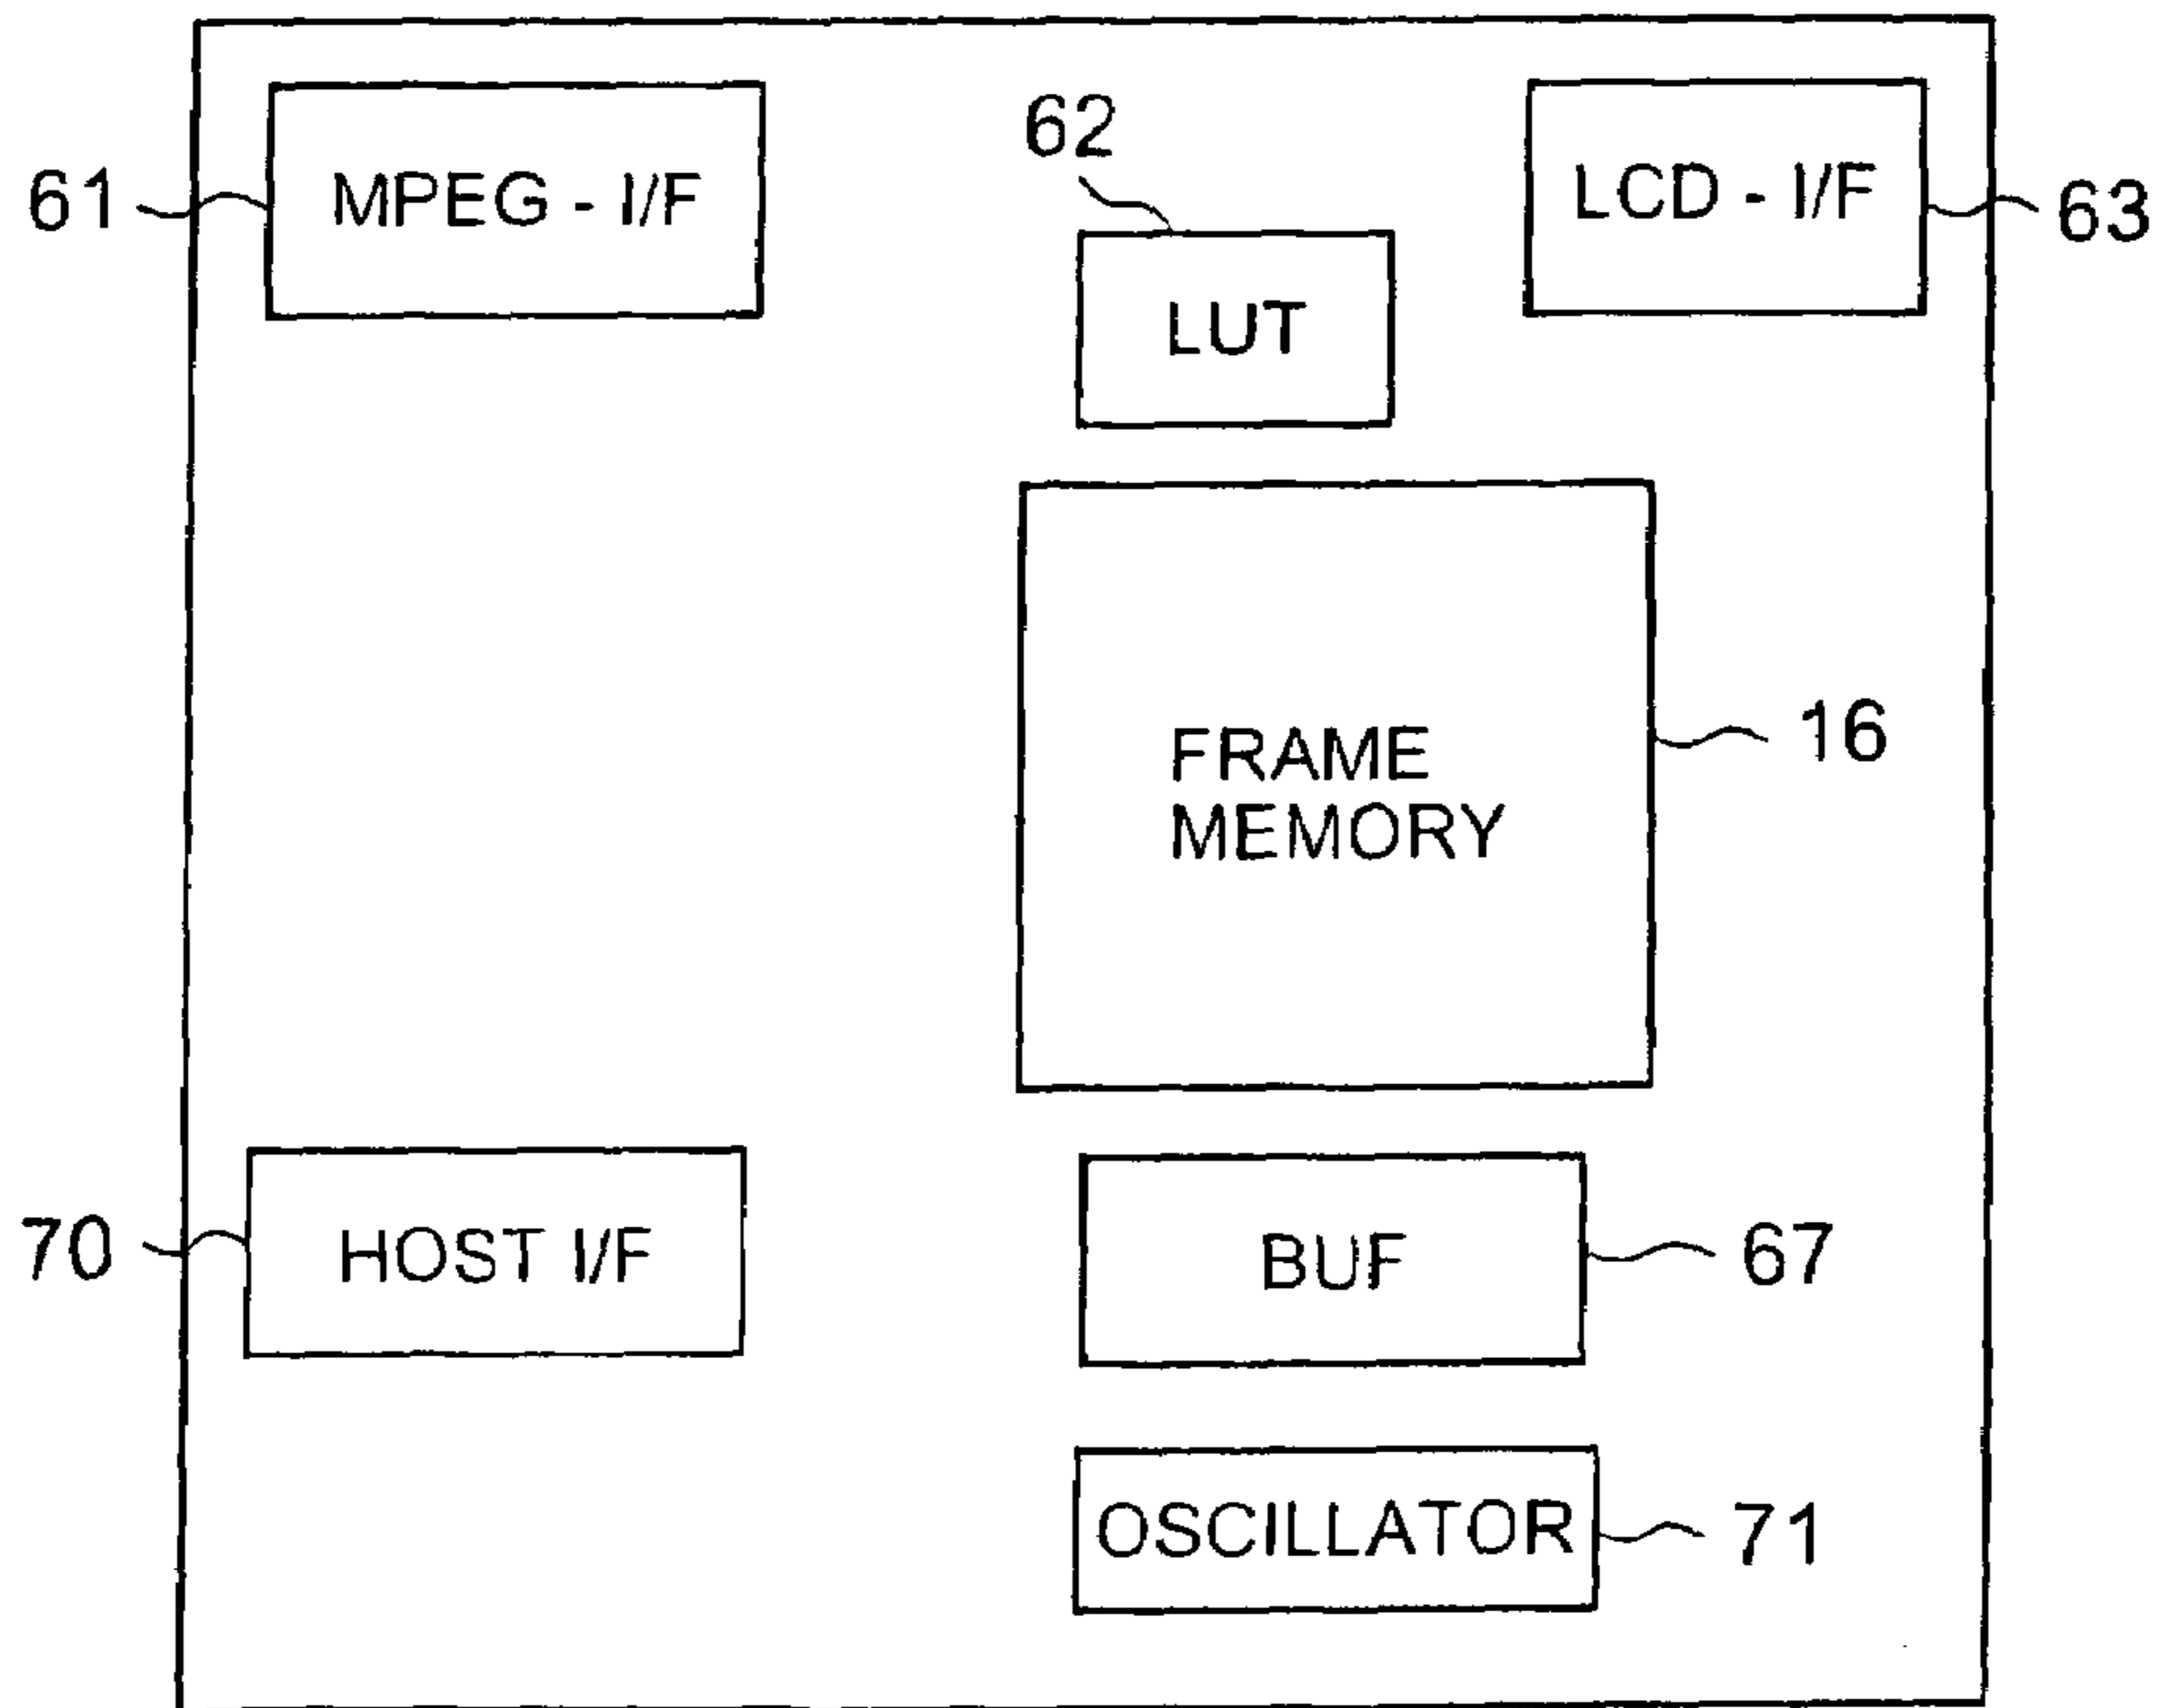 61
MPEG - I/F
62
LUT
LCD - I/F
63
FRAME
MEMORY
16
70
HOST I/F
BUF
67
OSCILLATOR
71